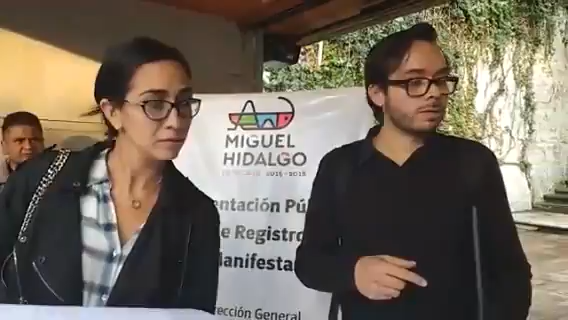 MIGUEL
HIDALGO
2015 - 2018
entación Pú
e Registro
anifesta
rección General